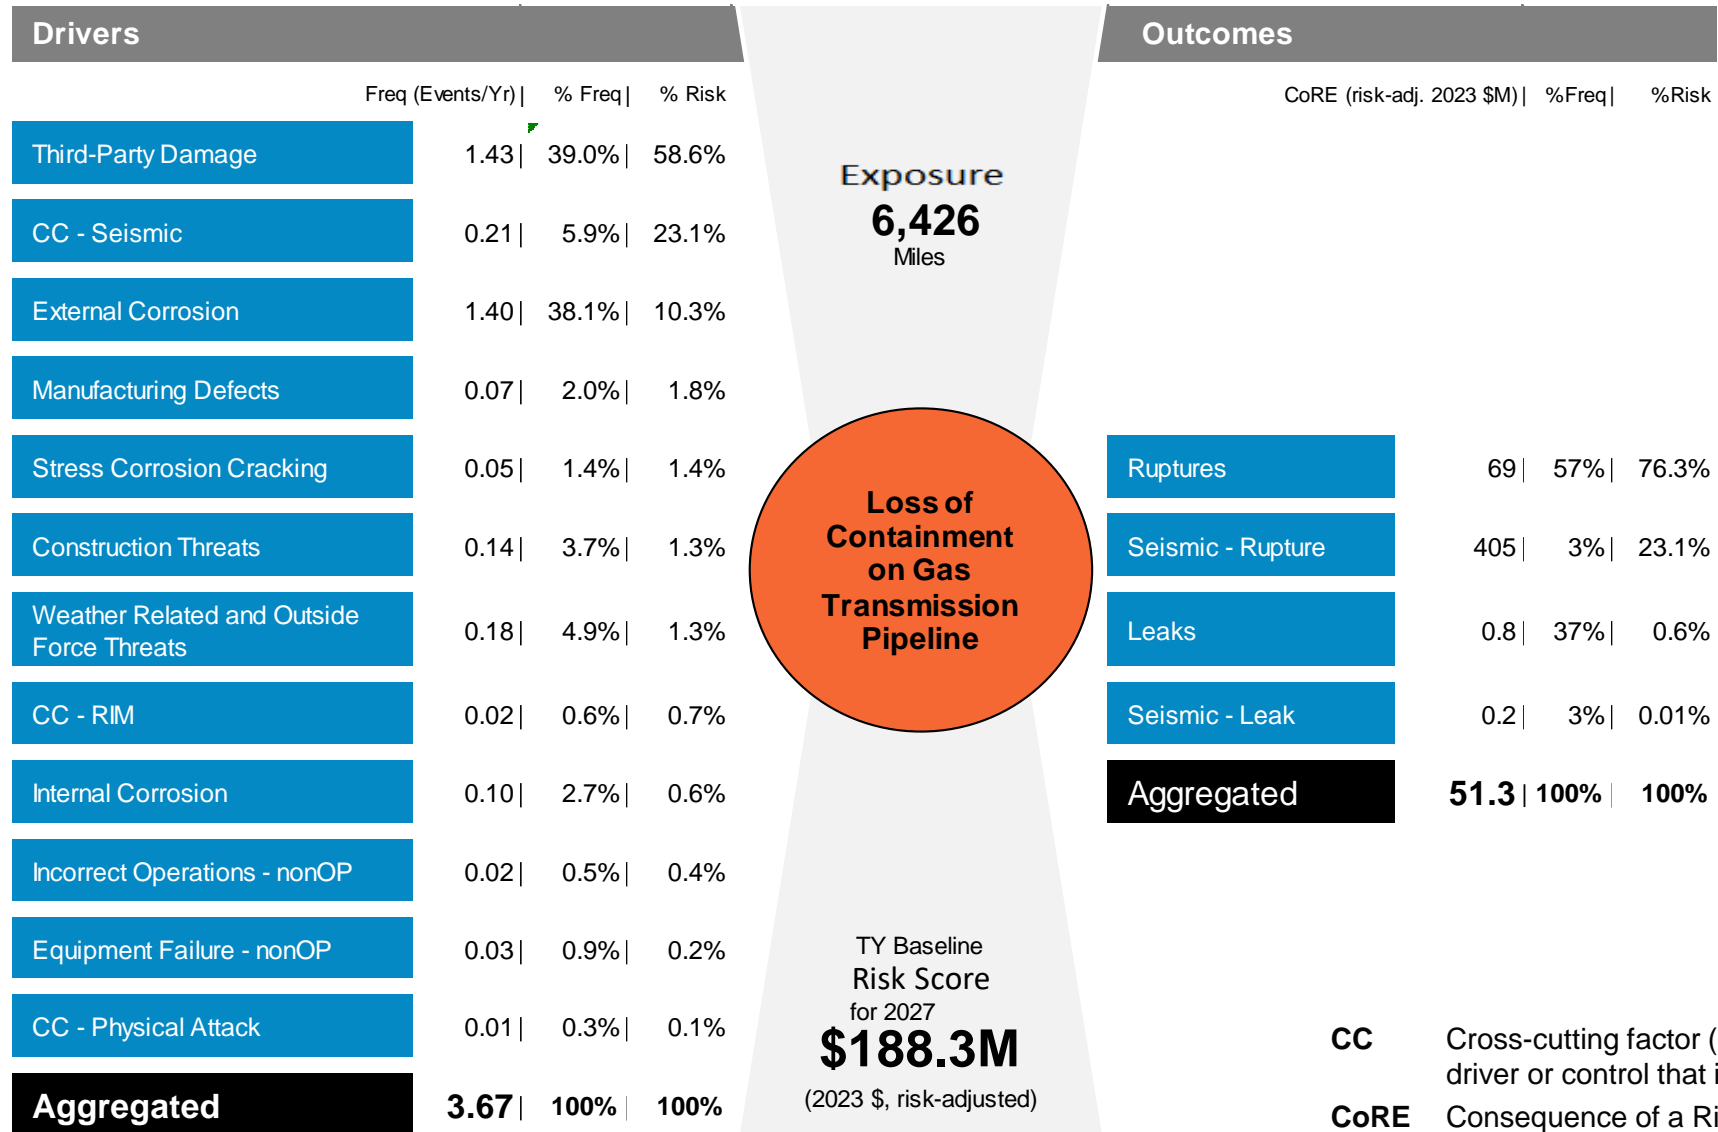 Drivers
Outcomes
Freq (Events/Yr)| % Freq| % Risk
CoRE (risk-adj. 2023 $M)| %Freq| %Risk
Third-Party Damage 1.43| 39.0%| 58.6%
CC - Seismic 0.21| 5.9%| 23.1%
External Corrosion 1.40| 38.1%| 10.3%
Manufacturing Defects 0.07| 2.0%| 1.8%
Stress Corrosion Cracking 0.05| 1.4%| 1.4%
Construction Threats 0.14| 3.7%| 1.3%
Weather Related and Outside
Force Threats 0.18| 4.9%| 1.3%
CC - RIM 0.02| 0.6%| 0.7%
Internal Corrosion 0.10| 2.7%| 0.6%
Incorrect Operations - nonOP 0.02| 0.5%| 0.4%
Equipment Failure - nonOP 0.03| 0.9%| 0.2%
CC - Physical Attack 0.01| 0.3%| 0.1%
Aggregated 3.67| 100%| 100%
Exposure
6,426
Miles
Loss of
Containment
on Gas
Transmission
Pipeline
TY Baseline
Risk Score
for 2027
$188.3M
(2023 $, risk-adjusted)
Ruptures 69| 57%| 76.3%
Seismic - Rupture 405| 3%| 23.1%
Leaks 0.8| 37%| 0.6%
Seismic - Leak 0.2| 3%| 0.01%
Aggregated 51.3| 100%| 100%
CC Cross-cutting factor (
driver or control that i
CoRE Consequence of a Ri